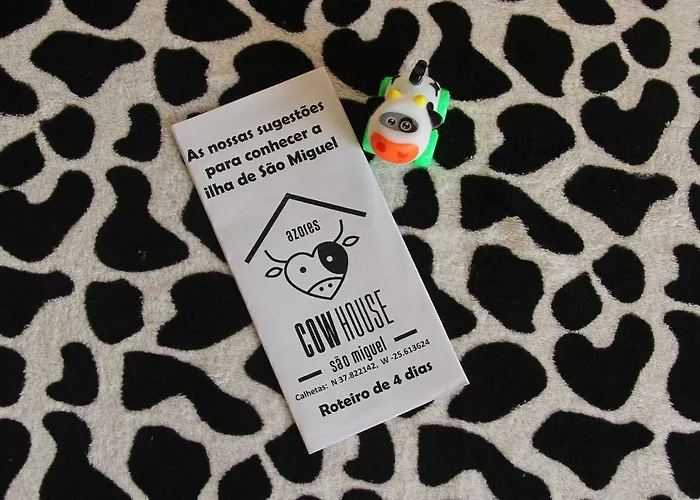 As nossas sugestões
para conhecer a
ilha de São Miguel
azores
COW HOUSE
são miguel
Calhetas: N 37.822142, W -25.613624
Roteiro de 4 dias